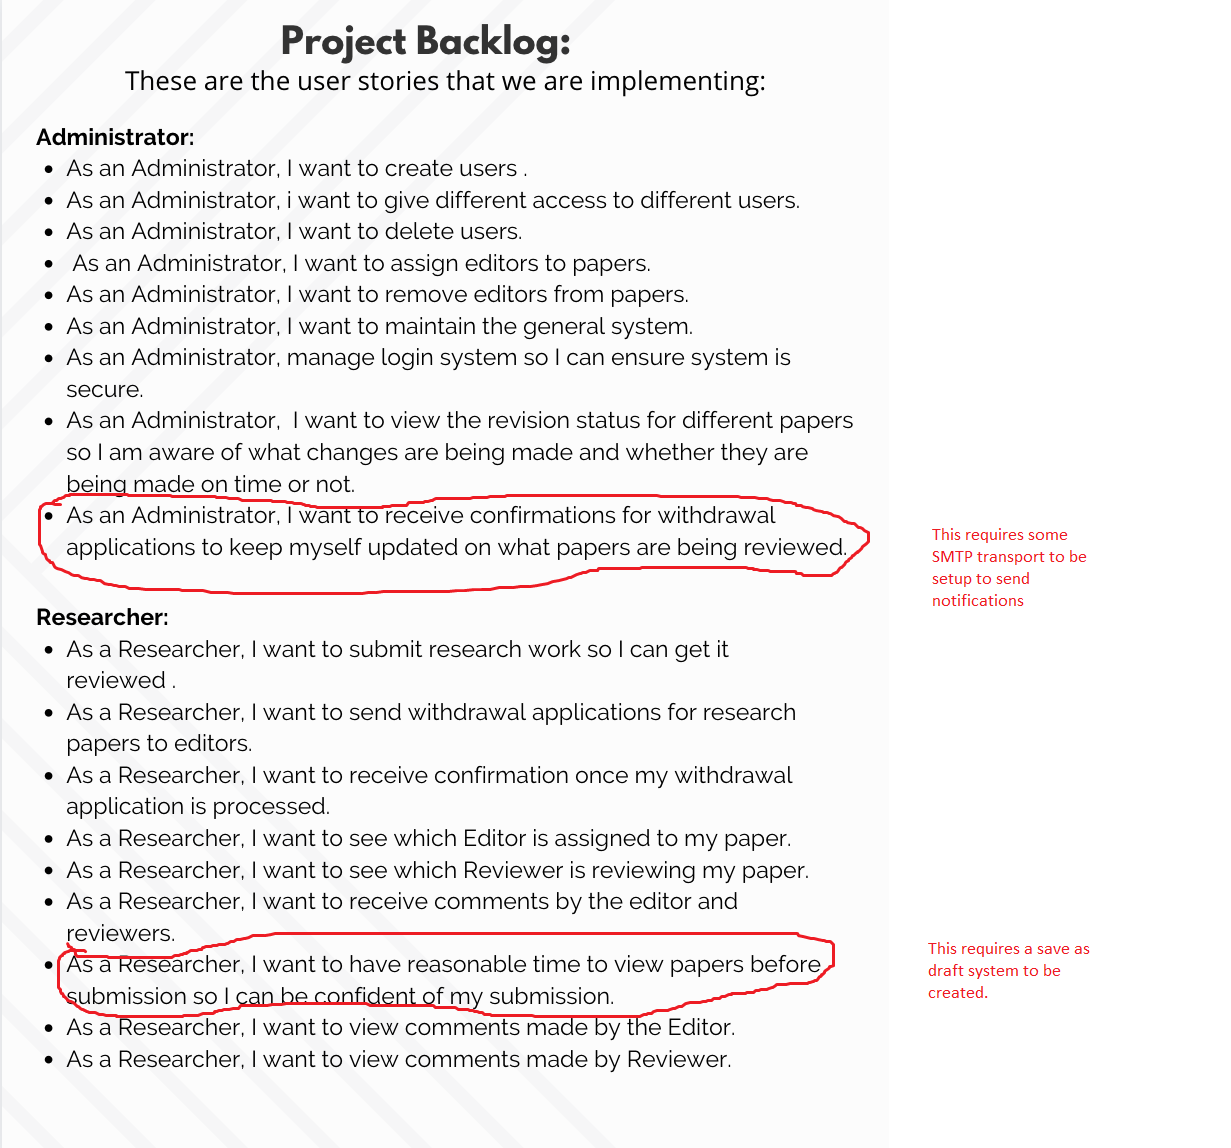 Project Backlog:
These are the user stories that we are implementing:
Administrator:
• As an Administrator, I want to create users .
• As an Administrator, i want to give different access to different users.
• As an Administrator, I want to delete users.
•  As an Administrator, I want to assign editors to papers.
• As an Administrator, I want to remove editors from papers.
• As an Administrator, I want to maintain the general system.
• As an Administrator, manage login system so I can ensure system is
secure.
• As an Administrator,  I want to view the revision status for different papers
so I am aware of what changes are being made and whether they are
being made on time or not.
• As an Administrator, I want to receive confirmations for withdrawal
applications to keep myself updated on what papers are being reviewed.
This requires some
SMTP transport to be
setup to send
notifications
Researcher:
• As a Researcher, I want to submit research work so I can get it
reviewed .
• As a Researcher, I want to send withdrawal applications for research
papers to editors.
• As a Researcher, I want to receive confirmation once my withdrawal
application is processed.
• As a Researcher, I want to see which Editor is assigned to my paper.
• As a Researcher, I want to see which Reviewer is reviewing my paper.
• As a Researcher, I want to receive comments by the editor and
reviewers.
• As a Researcher, I want to have reasonable time to view papers before
submission so I can be confident of my submission.
This requires a save as
draft system to be
created.
• As a Researcher, I want to view comments made by the Editor.
• As a Researcher, I want to view comments made by Reviewer.